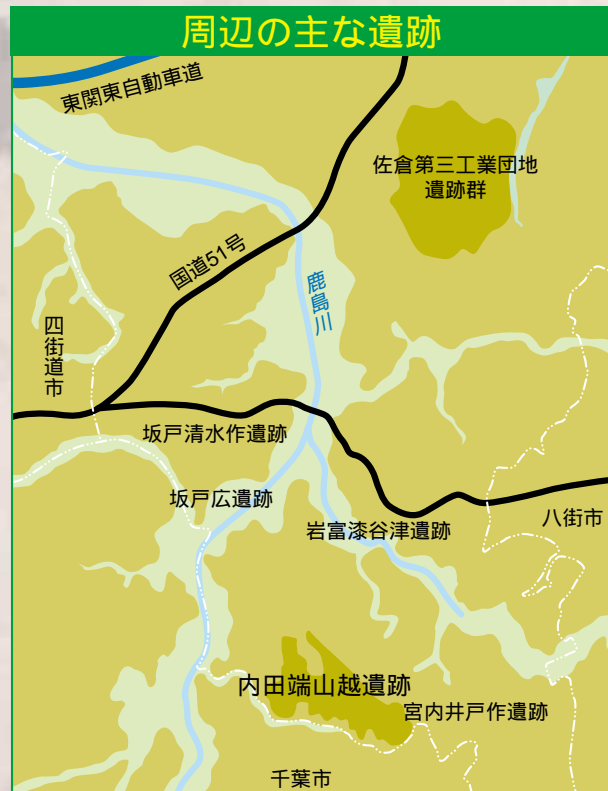 周辺の主な遺跡
東関東自動車道
佐倉第三工業団地
遺跡群
国道51号
鹿島川
四街道市
坂戸清水作遺跡
坂戸広遺跡
岩富漆谷津遺跡
八街市
内田端山越遺跡
宮内井戸作遺跡
千葉市